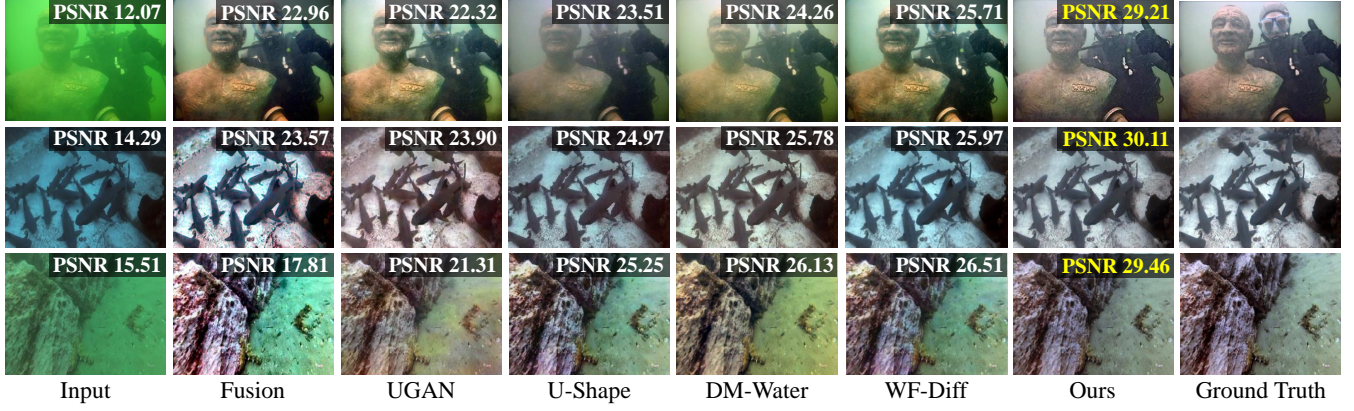 PSNR 12.07 PSNR 22.96 PSNR 22.32 PSNR 23.51 PSNR 24.26 PSNR 25.71 PSNR 29.21
PSNR 14.29 PSNR 23.57 PSNR 23.90 PSNR 24.97 PSNR 25.78 PSNR 25.97 PSNR 30.11
PSNR 15.51 PSNR 17.81 PSNR 21.31 PSNR 25.25 PSNR 26.13 PSNR 26.51 PSNR 29.46
Input Fusion UGAN U-Shape DM-Water WF-Diff Ours Ground Truth